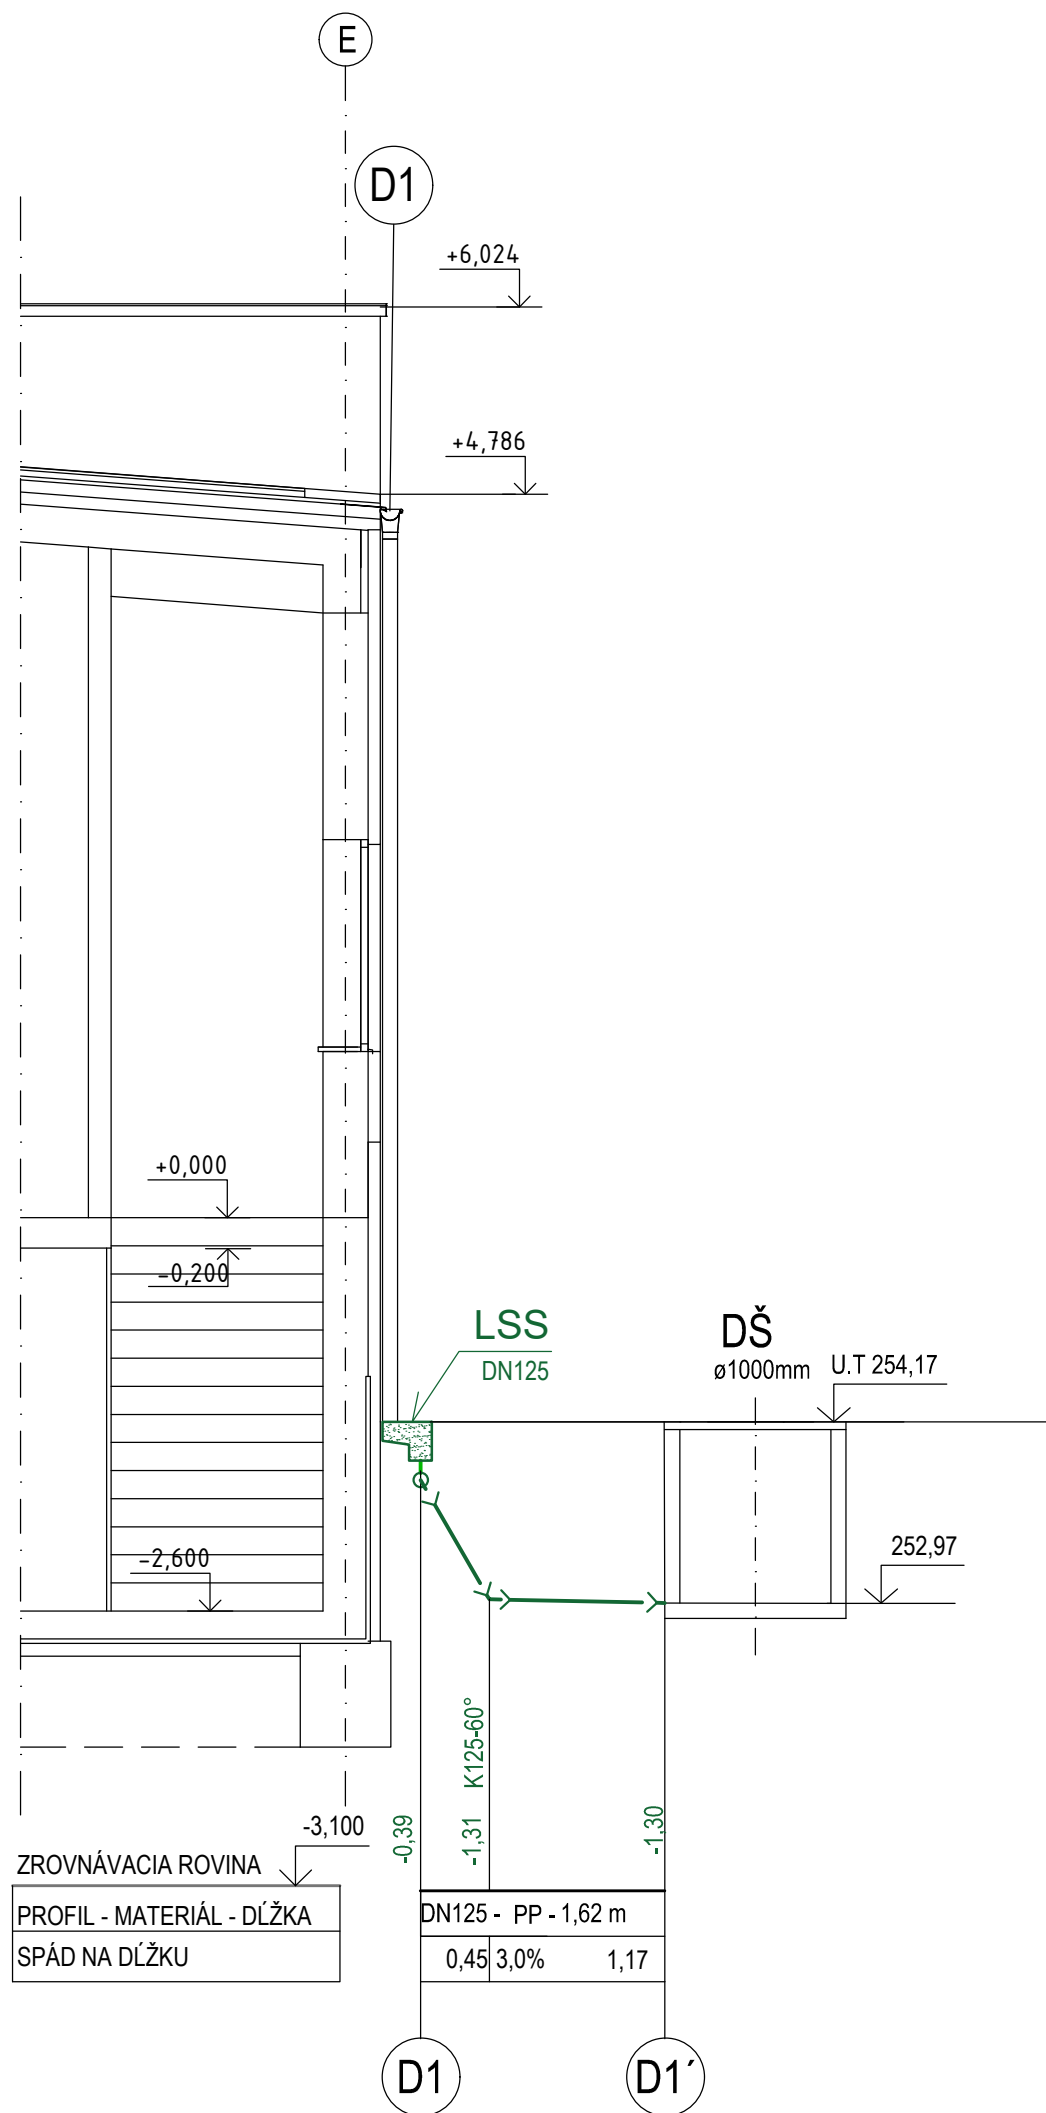 E
D1
+6,024
+4,786
+0,000
-0,200
LSS
DN125
DŠ
ø1000mm
U.T 254,17
-2,600
252,97
K125-60°
-0,39
-1,31
-1,30
-3,100
ZROVNÁVACIA ROVINA
PROFIL - MATERIÁL - DĹŽKA
DN125 - PP - 1,62 m
SPÁD NA DĹŽKU
0,45 3,0% 1,17
D1
D1´